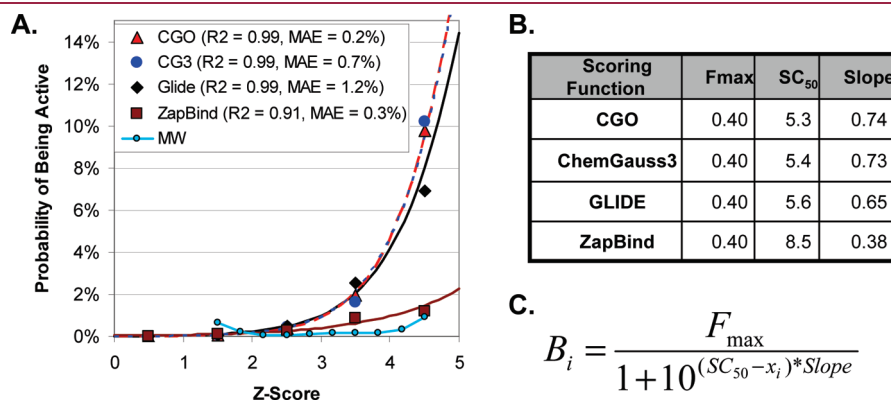 A.
CGO (R2 = 0.99, MAE = 0.2%)
CG3 (R2 = 0.99, MAE = 0.7%)
Glide (R2 = 0.99, MAE = 1.2%)
ZapBind (R2 = 0.91, MAE = 0.3%)
MW
Probability of Being Active
14%
12%
10%
8%
6%
4%
2%
0%
0 1 2 3 4 5
Z-Score
B.
Scoring Function Fmax SC50 Slope
CGO 0.40 5.3 0.74
ChemGauss3 0.40 5.4 0.73
GLIDE 0.40 5.6 0.65
ZapBind 0.40 8.5 0.38
C.
B_i = F_max / (1+10^((SC_50−x_i)*Slope))